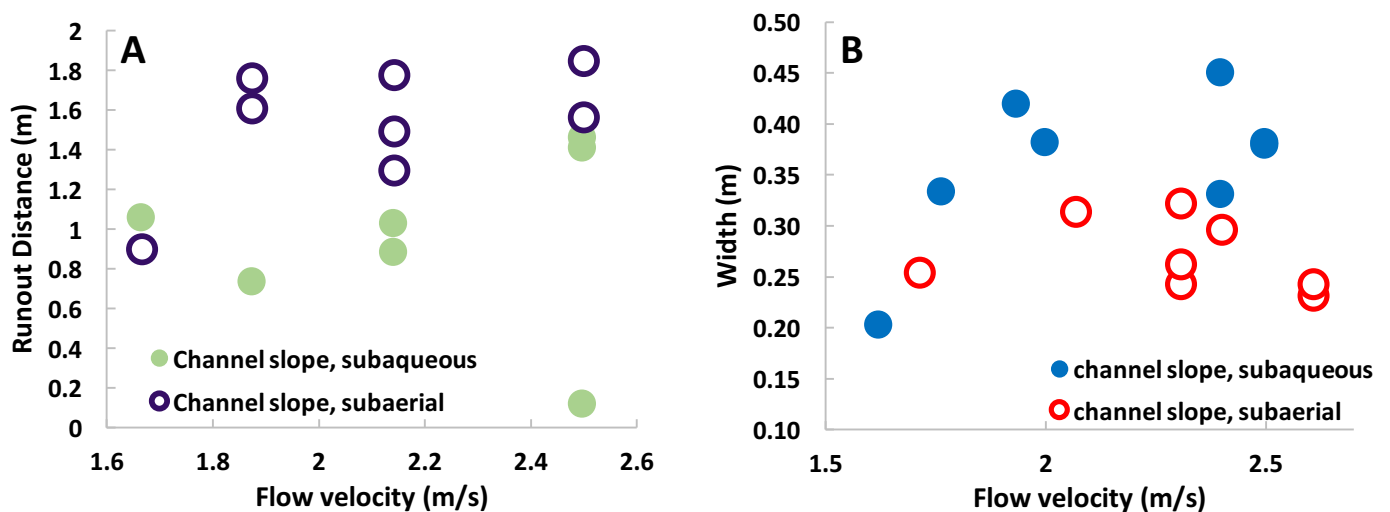 A
Runout Distance (m)
2
1.8
1.6
1.4
1.2
1
0.8
0.6
0.4
0.2
0
Channel slope, subaqueous
Channel slope, subaerial
1.6 1.8 2 2.2 2.4 2.6
Flow velocity (m/s)
B
Width (m)
0.50
0.45
0.40
0.35
0.30
0.25
0.20
0.15
0.10
channel slope, subaqueous
channel slope, subaerial
1.5 2 2.5
Flow velocity (m/s)